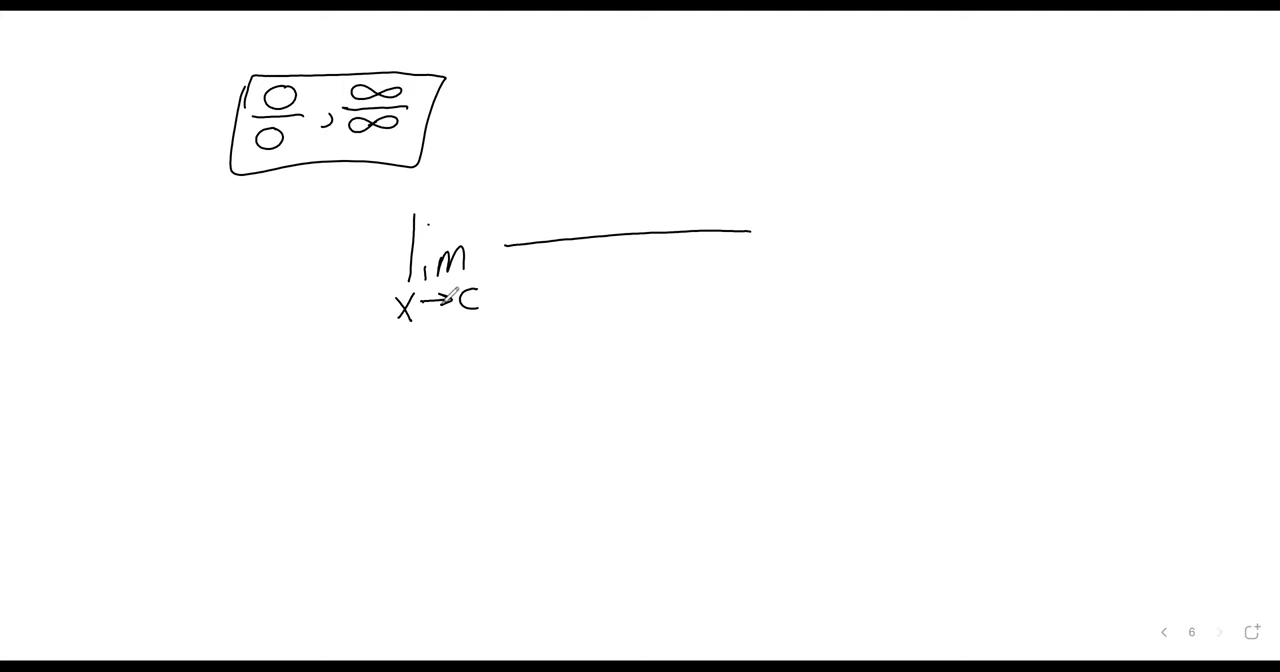 0/0 , ∞/∞
lim
x→c
6